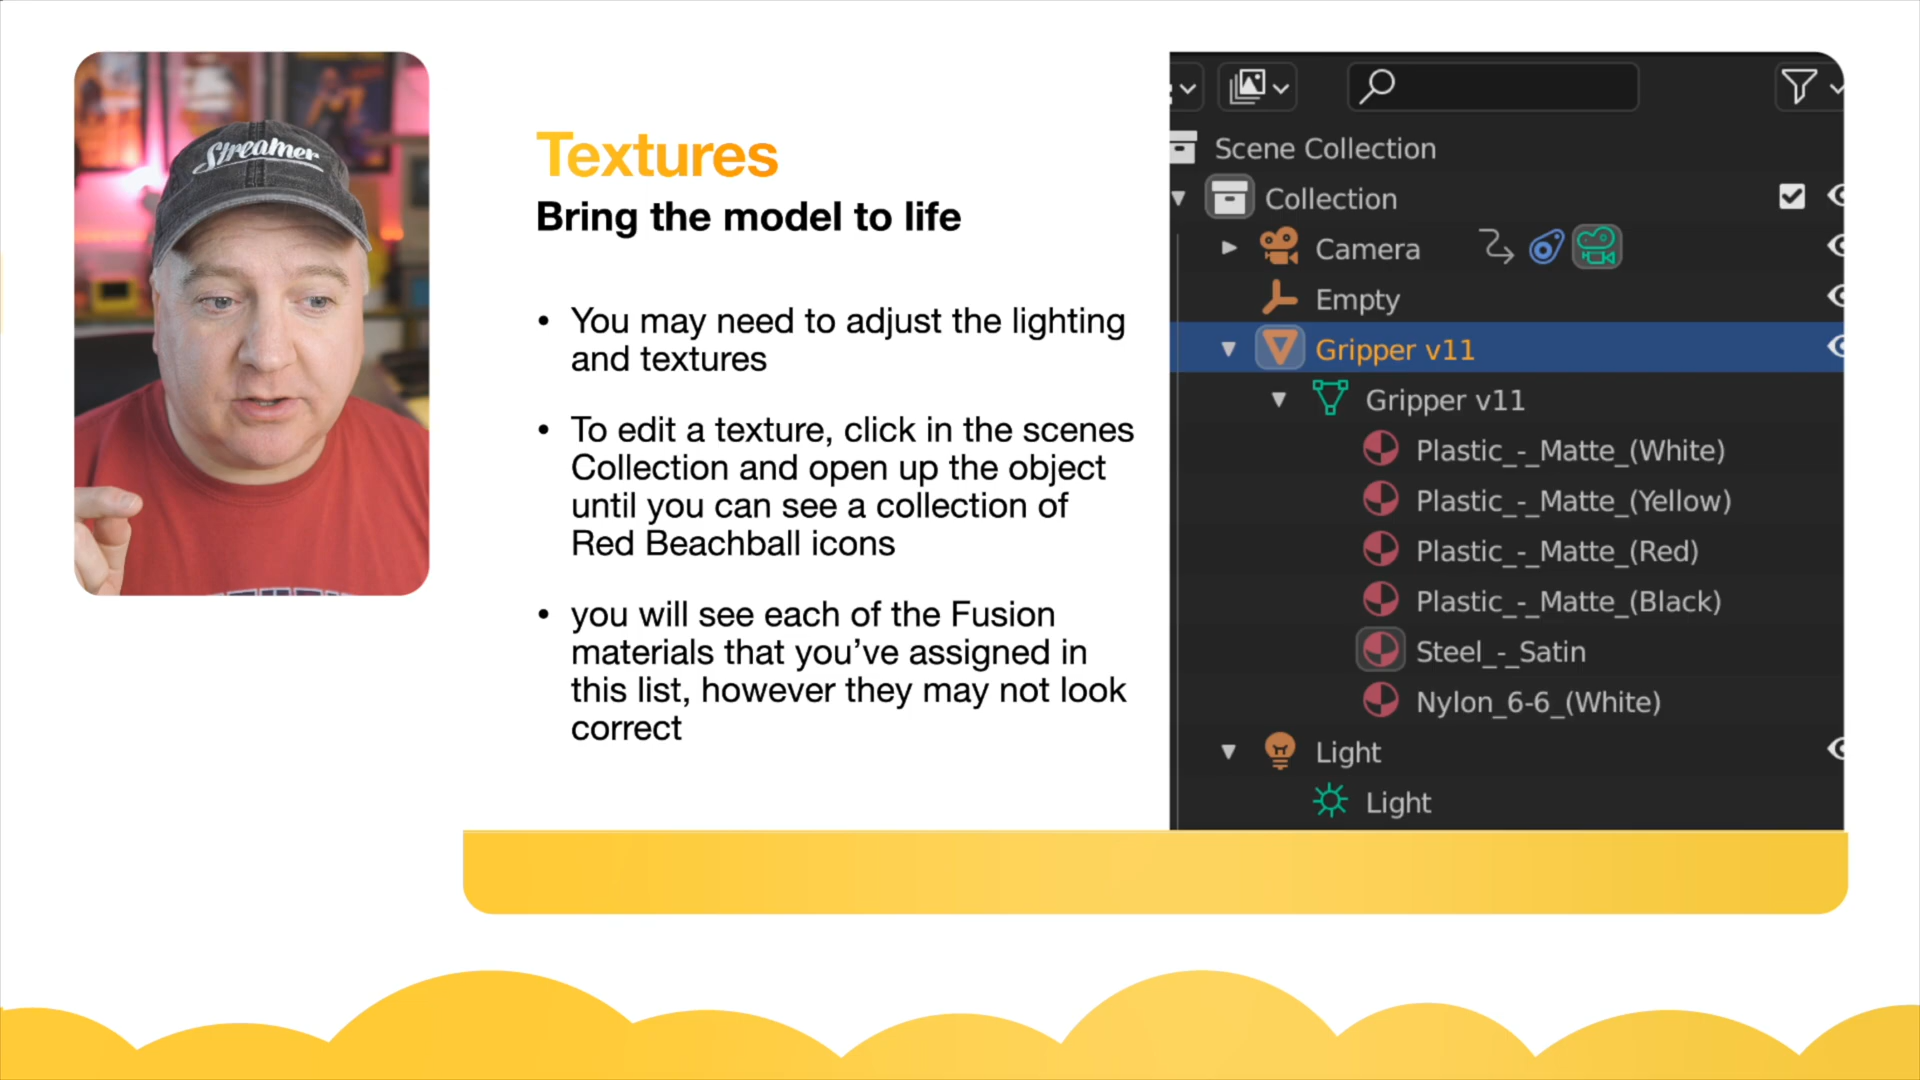 Streamer
Textures
Bring the model to life
• You may need to adjust the lighting
and textures
• To edit a texture, click in the scenes
Collection and open up the object
until you can see a collection of
Red Beachball icons
• you will see each of the Fusion
materials that you’ve assigned in
this list, however they may not look
correct
Scene Collection
Collection
Camera
Empty
Gripper v11
Gripper v11
Plastic_-_Matte_(White)
Plastic_-_Matte_(Yellow)
Plastic_-_Matte_(Red)
Plastic_-_Matte_(Black)
Steel_-_Satin
Nylon_6-6_(White)
Light
Light